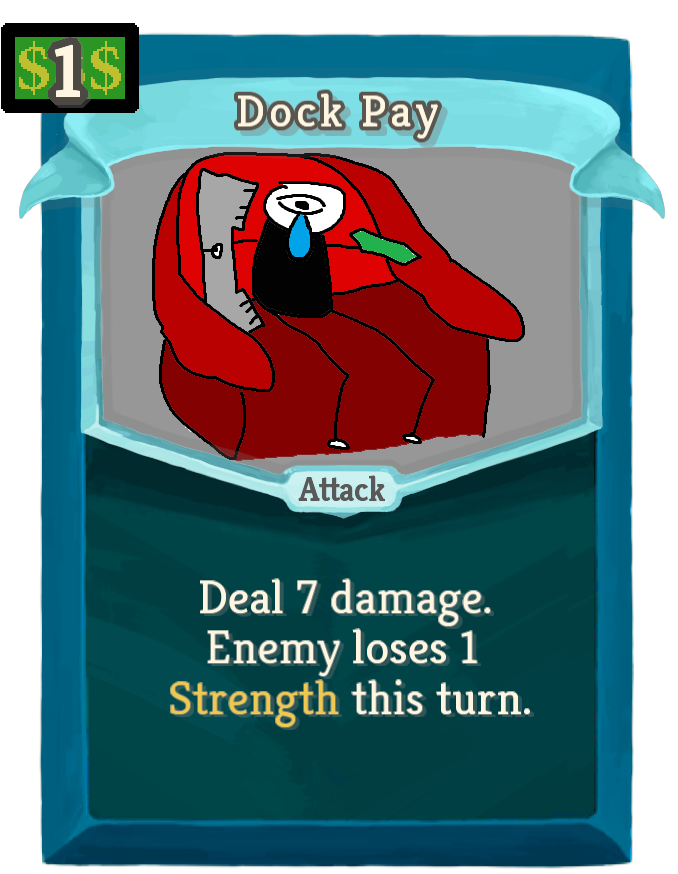 $1$
Dock Pay
Attack
Deal 7 damage.
Enemy loses 1
Strength this turn.